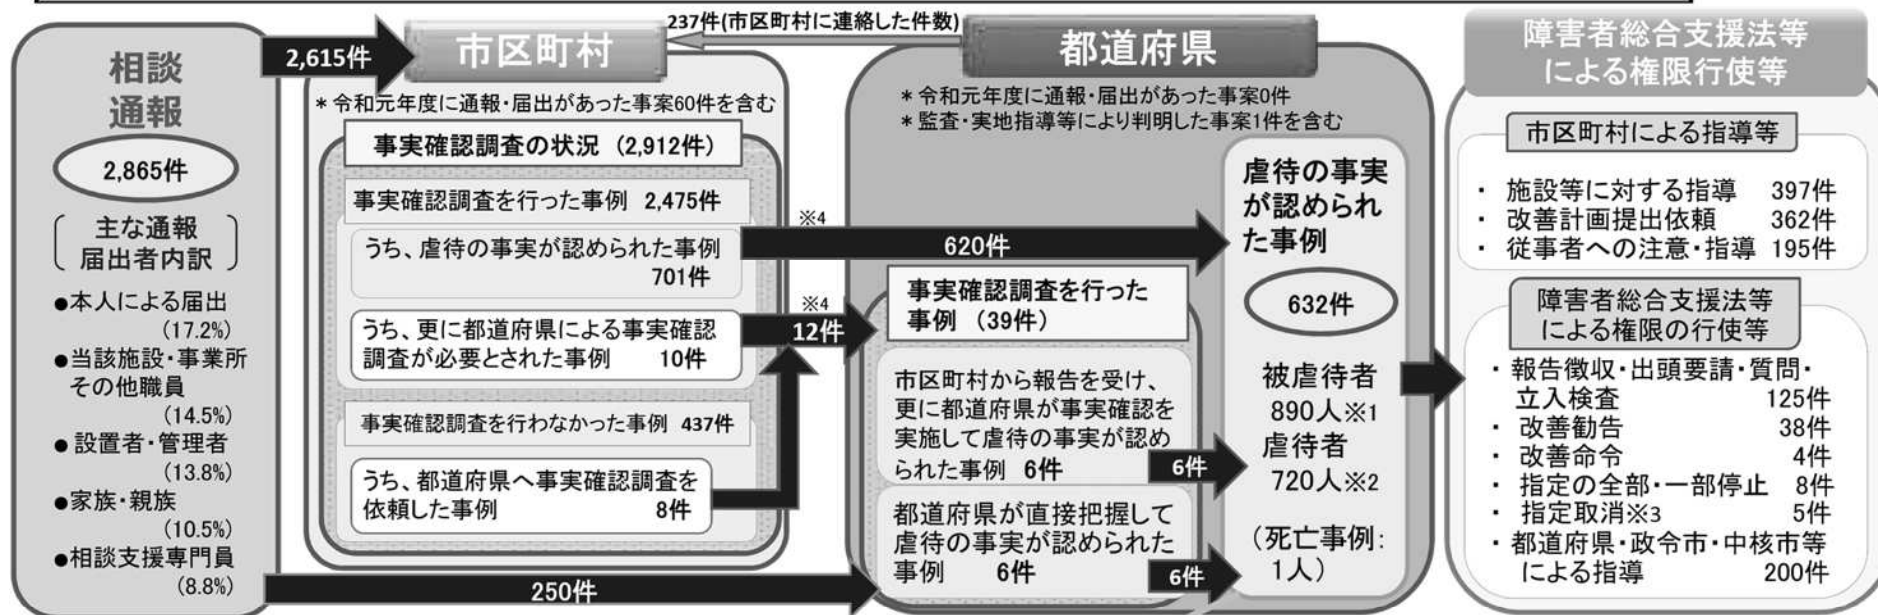 相談
通報
2,865件
主な通報
届出者内訳
●本人による届出
(17.2%)
●当該施設・事業所
その他職員
(14.5%)
●設置者・管理者
(13.8%)
●家族・親族
(10.5%)
●相談支援専門員
(8.8%)
2,615件
250件
237件(市区町村に連絡した件数)
市区町村
*令和元年度に通報・届出があった事案60件を含む
事実確認調査の状況 (2,912件)
事実確認調査を行った事例 2,475件
うち、虐待の事実が認められた事例
701件
うち、更に都道府県による事実確認
調査が必要とされた事例 10件
事実確認調査を行わなかった事例 437件
うち、都道府県へ事実確認調査を
依頼した事例 8件
※4
620件
※4
12件
都道府県
*令和元年度に通報・届出があった事案0件
*監査・実地指導等により判明した事案1件を含む
事実確認調査を行った
事例 (39件)
市区町村から報告を受け、
更に都道府県が事実確認を
実施して虐待の事実が認め
られた事例 6件
6件
都道府県が直接把握して
虐待の事実が認められた
事例 6件
6件
虐待の事実
が認められ
た事例
632件
被虐待者
890人※1
虐待者
720人※2
(死亡事例:
1人)
障害者総合支援法等
による権限行使等
市区町村による指導等
・ 施設等に対する指導 397件
・ 改善計画提出依頼 362件
・ 従事者への注意・指導 195件
障害者総合支援法等
による権限の行使等
・報告徴収・出頭要請・質問・
立入検査 125件
・ 改善勧告 38件
・ 改善命令 4件
・ 指定の全部・一部停止 8件
・ 指定取消※3 5件
・都道府県・政令市・中核市等
による指導 200件